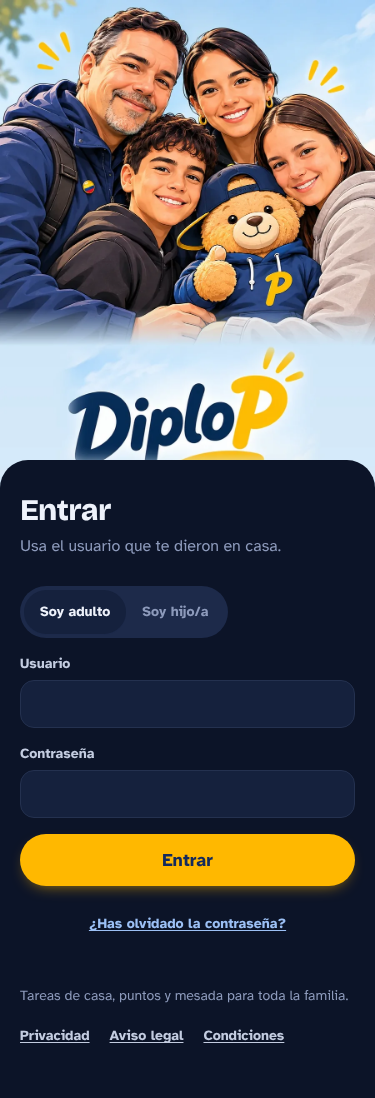 P
DiploP
Entrar
Usa el usuario que te dieron en casa.
Soy adulto Soy hijo/a
Usuario
Contraseña
Entrar
¿Has olvidado la contraseña?
Tareas de casa, puntos y mesada para toda la familia.
Privacidad Aviso legal Condiciones